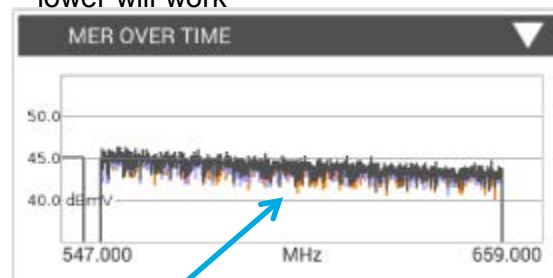 lower will work
MER OVER TIME
50.0
45.0
40.0 dBmV
547.000 MHz 659.000